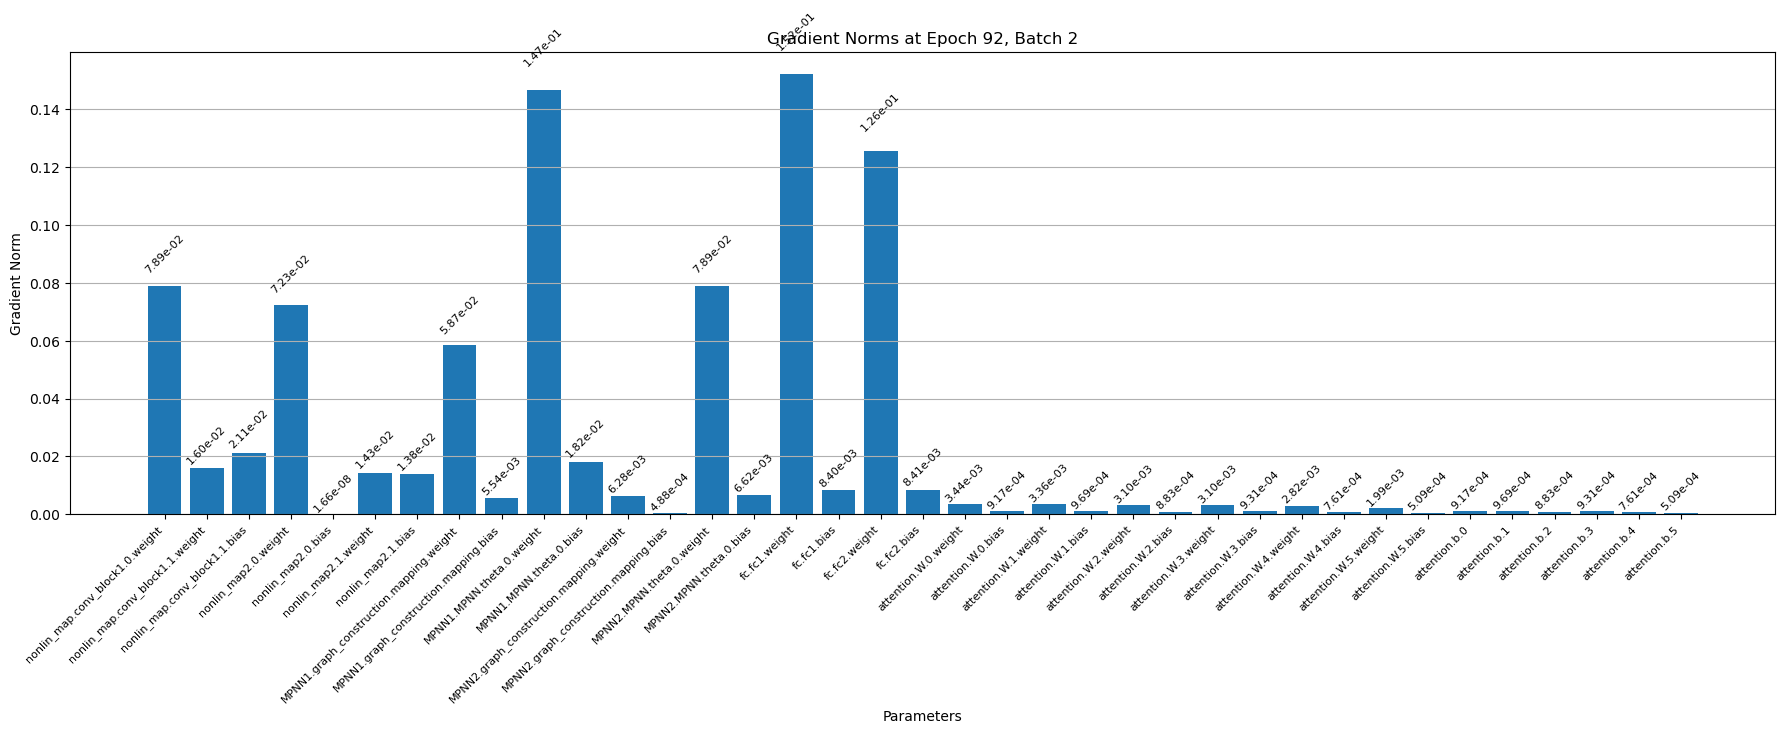 Gradient Norms at Epoch 92, Batch 2
Gradient Norm
0.14
0.12
0.10
0.08
0.06
0.04
0.02
0.00
7.89e-02
1.60e-02
2.11e-02
7.23e-02
1.66e-08
1.43e-02
1.38e-02
5.87e-02
5.54e-03
1.47e-01
1.82e-02
6.28e-03
4.88e-04
7.89e-02
6.62e-03
1.52e-01
8.40e-03
1.26e-01
8.41e-03
3.44e-03
9.17e-04
3.36e-03
9.69e-04
3.10e-03
8.83e-04
3.10e-03
9.31e-04
2.82e-03
7.61e-04
1.99e-03
5.09e-04
9.17e-04
9.69e-04
8.83e-04
9.31e-04
7.61e-04
5.09e-04
nonlin_map.conv_block1.0.weight
nonlin_map.conv_block1.1.weight
nonlin_map.conv_block1.1.bias
nonlin_map2.0.weight
nonlin_map2.0.bias
nonlin_map2.1.weight
nonlin_map2.1.bias
MPNN1.graph_construction.mapping.weight
MPNN1.graph_construction.mapping.bias
MPNN1.MPNN.theta.0.weight
MPNN1.MPNN.theta.0.bias
MPNN2.graph_construction.mapping.weight
MPNN2.graph_construction.mapping.bias
MPNN2.MPNN.theta.0.weight
MPNN2.MPNN.theta.0.bias
fc.fc1.weight
fc.fc1.bias
fc.fc2.weight
fc.fc2.bias
attention.W.0.weight
attention.W.0.bias
attention.W.1.weight
attention.W.1.bias
attention.W.2.weight
attention.W.2.bias
attention.W.3.weight
attention.W.3.bias
attention.W.4.weight
attention.W.4.bias
attention.W.5.weight
attention.W.5.bias
attention.b.0
attention.b.1
attention.b.2
attention.b.3
attention.b.4
attention.b.5
Parameters